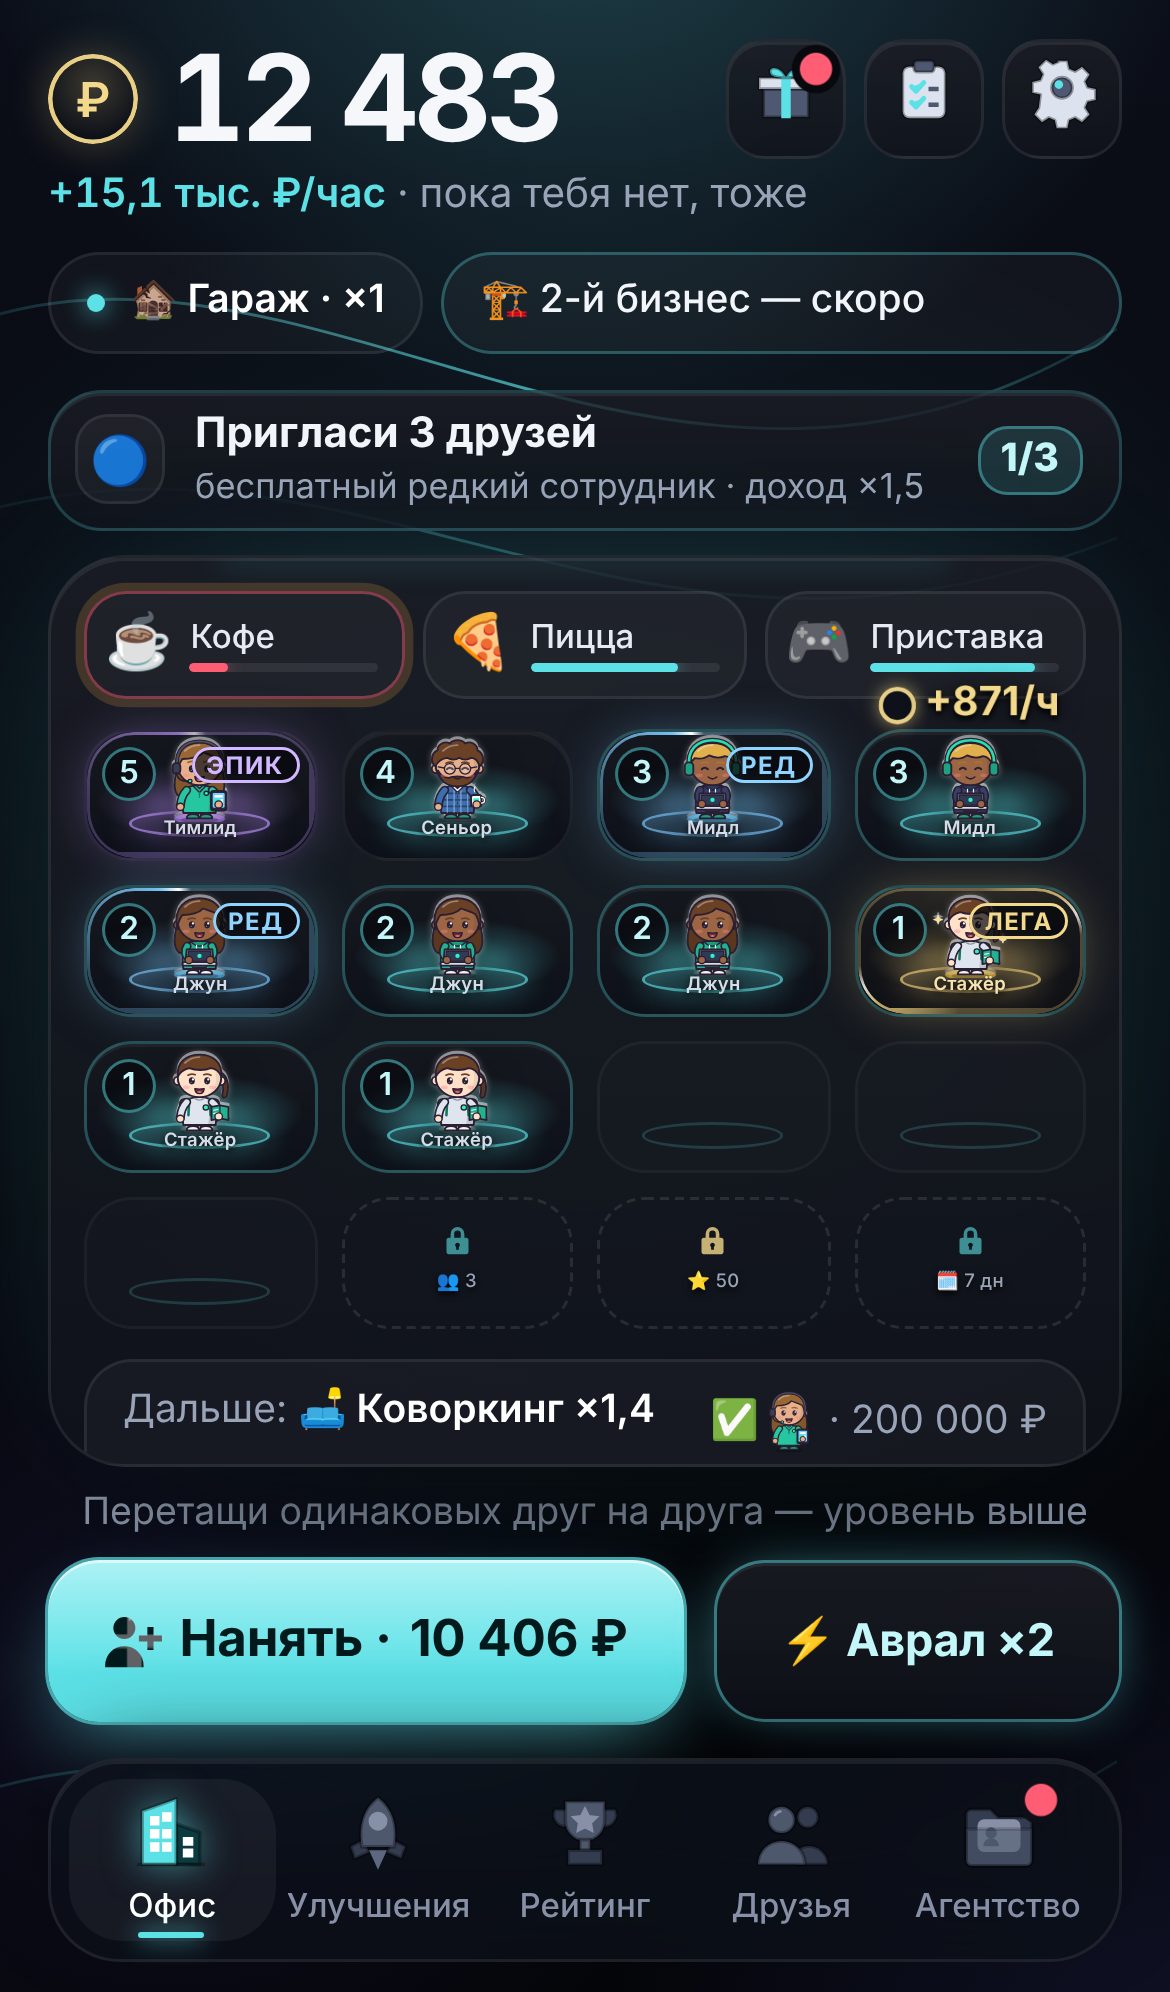 ₽ 12 483
+15,1 тыс. ₽/час · пока тебя нет, тоже
Гараж · ×1
2-й бизнес — скоро
Пригласи 3 друзей
бесплатный редкий сотрудник · доход ×1,5
1/3
Кофе
Пицца
Приставка
+871/ч
5 ЭПИК
Тимлид
4
Сеньор
3 РЕД
Мидл
3
Мидл
2 РЕД
Джун
2
Джун
2
Джун
1 ЛЕГА
Стажёр
1
Стажёр
1
Стажёр
3
50
7 дн
Дальше: Коворкинг ×1,4
· 200 000 ₽
Перетащи одинаковых друг на друга — уровень выше
Нанять · 10 406 ₽
Аврал ×2
Офис
Улучшения
Рейтинг
Друзья
Агентство